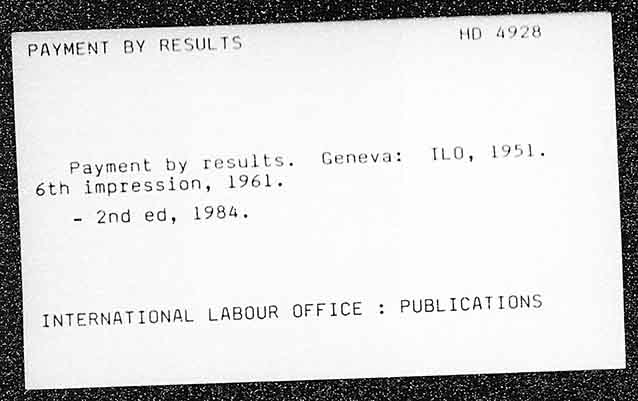 PAYMENT BY RESULTS HD 4928
Payment by results. Geneva: ILO, 1951.
6th impression, 1961.
- 2nd ed, 1984.
INTERNATIONAL LABOUR OFFICE : PUBLICATIONS